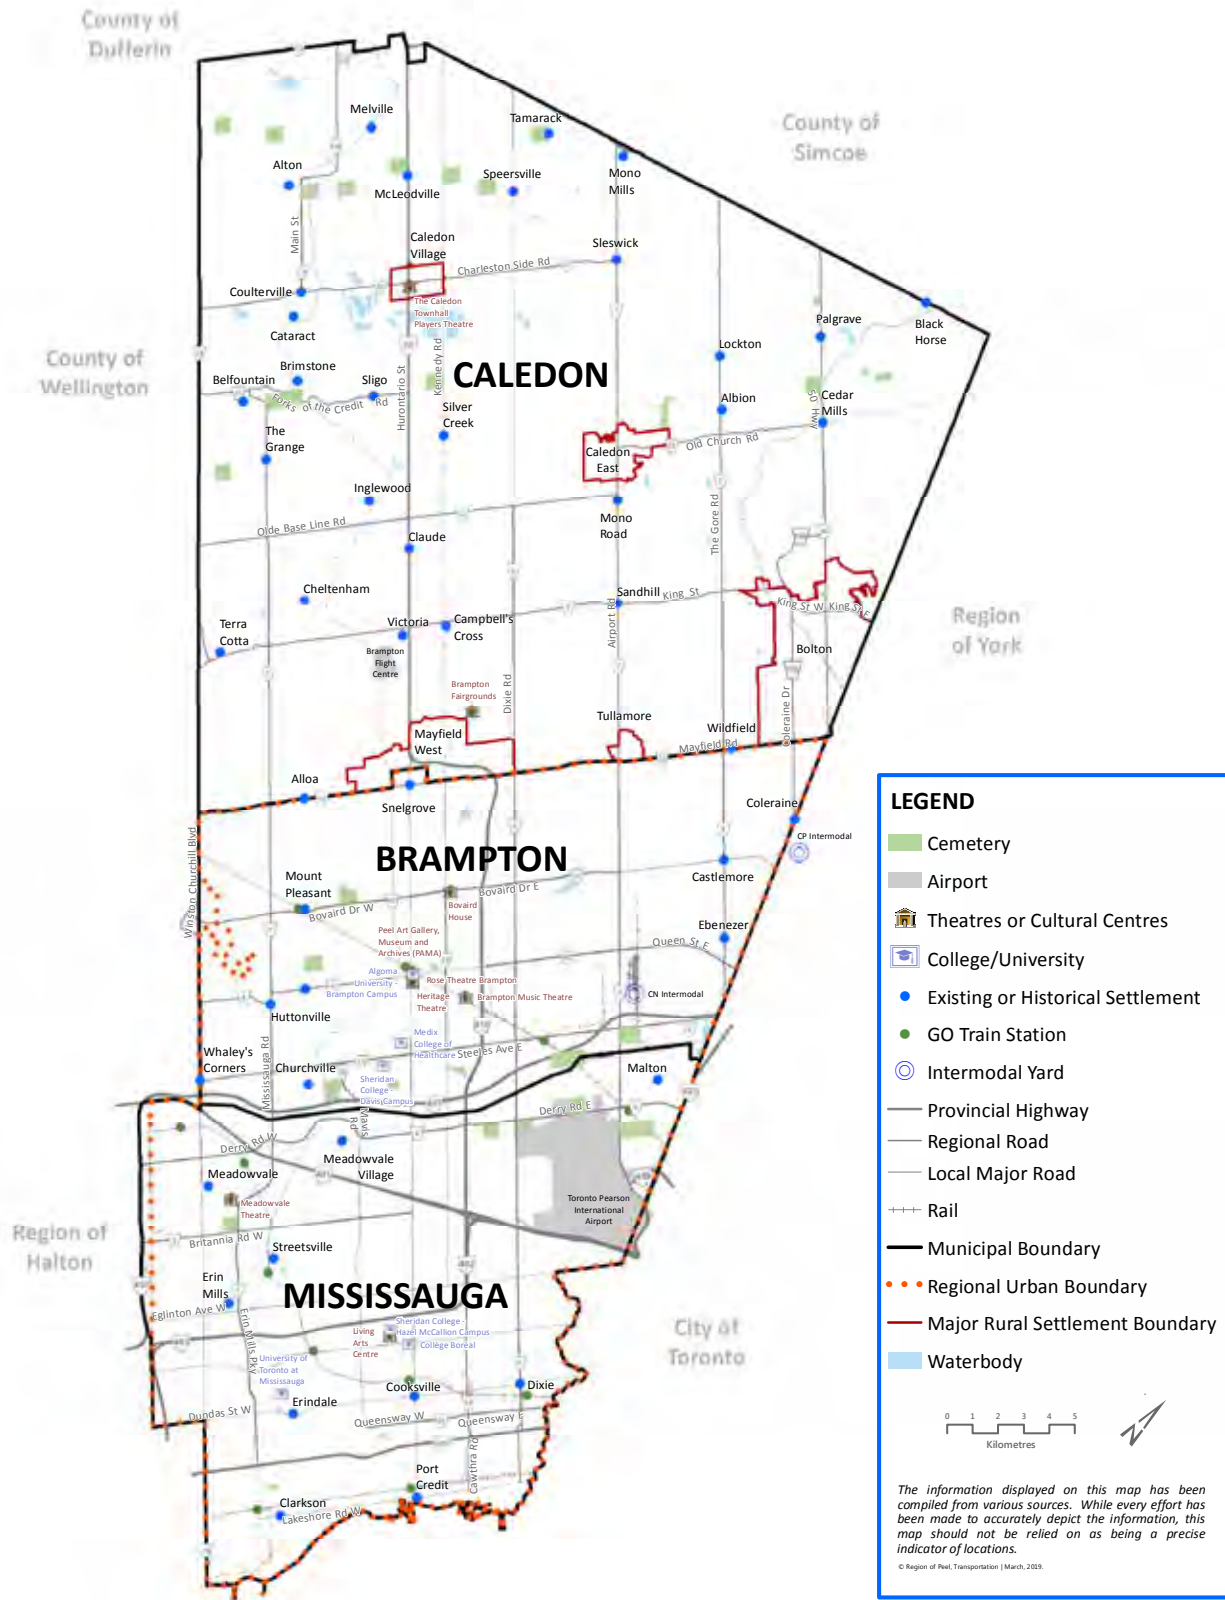 County of
Dufferin
County of
Simcoe
County of
Wellington
Region
of York
Region of
Halton
City of
Toronto
Melville
Tamarack
Alton
McLeodville
Speersville
Mono
Mills
Main St
Caledon
Village
Sleswick
Charleston Side Rd
Coulterville
The Caledon
Townhall
Players Theatre
Cataract
Palgrave
Black
Horse
Brimstone
Kennedy Rd
CALEDON
Lockton
Belfountain
Sligo
Forks of the Credit Rd
Hurontario St
Silver
Creek
Albion
50 Hwy
Cedar
Mills
The
Grange
Caledon
East
Old Church Rd
Inglewood
Mono
Road
The Gore Rd
Olde Base Line Rd
Claude
Cheltenham
Sandhill
King St
King St W
King St E
Terra
Cotta
Victoria
Campbell's
Cross
Airport Rd
Brampton
Flight
Centre
Bolton
Brampton
Fairgrounds
Dixie Rd
Coleraine Dr
Mayfield
West
Tullamore
Wildfield
Mayfield Rd
Alloa
Snelgrove
Coleraine
CP Intermodal
Winston Churchill Blvd
BRAMPTON
Mount
Pleasant
Castlemore
Bovaird Dr E
Bovaird Dr W
Bovaird
House
Ebenezer
Peel Art Gallery,
Museum and
Archives (PAMA)
Queen St E
Algoma
University -
Brampton Campus
Rose Theatre Brampton
Heritage
Theatre
Brampton Music Theatre
CN Intermodal
Huttonville
Medix
College of
Healthcare
Steeles Ave E
Whaley's
Corners
Mississauga Rd
Churchville
Sheridan
College -
Davis Campus
Malton
Mavis
Rd
Derry Rd E
Derry Rd W
Meadowvale
Village
Meadowvale
Meadowvale
Theatre
Toronto Pearson
International
Airport
Britannia Rd W
Streetsville
Erin
Mills
MISSISSAUGA
Eglinton Ave W
Erin Mills Pky
Living
Arts
Centre
Sheridan College -
Hazel McCallion Campus
College Boreal
University of
Toronto at
Mississauga
Cooksville
Dixie
Erindale
Dundas St W
Queensway W
Queensway E
Cawthra Rd
Port
Credit
Clarkson
Lakeshore Rd W
LEGEND
Cemetery
Airport
Theatres or Cultural Centres
College/University
Existing or Historical Settlement
GO Train Station
Intermodal Yard
Provincial Highway
Regional Road
Local Major Road
Rail
Municipal Boundary
Regional Urban Boundary
Major Rural Settlement Boundary
Waterbody
0 1 2 3 4 5
Kilometres
The information displayed on this map has been
compiled from various sources. While every effort has
been made to accurately depict the information, this
map should not be relied on as being a precise
indicator of locations.
© Region of Peel, Transportation | March, 2019.